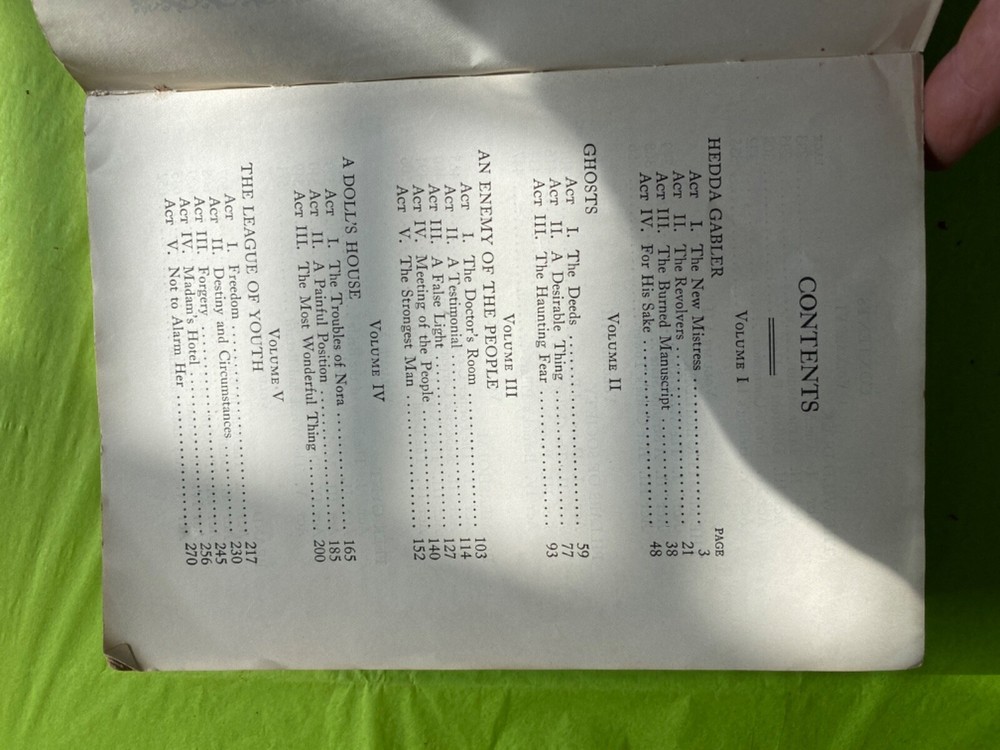 CONTENTS
VOLUME I
PAGE
HEDDA GABLER
ACT I. The New Mistress .......... 3
ACT II. The Revolvers .......... 21
ACT III. The Burned Manuscript .......... 38
ACT IV. For His Sake .......... 48
VOLUME II
GHOSTS
ACT I. The Deeds .......... 59
ACT II. A Desirable Thing .......... 77
ACT III. The Haunting Fear .......... 93
VOLUME III
AN ENEMY OF THE PEOPLE
ACT I. The Doctor's Room .......... 103
ACT II. A Testimonial .......... 114
ACT III. A False Light .......... 127
ACT IV. Meeting of the People .......... 140
ACT V. The Strongest Man .......... 152
VOLUME IV
A DOLL'S HOUSE
ACT I. The Troubles of Nora .......... 165
ACT II. A Painful Position .......... 185
ACT III. The Most Wonderful Thing .......... 200
VOLUME V
THE LEAGUE OF YOUTH
ACT I. Freedom .......... 217
ACT II. Destiny and Circumstances .......... 230
ACT III. Forgery .......... 245
ACT IV. Madam's Hotel .......... 256
ACT V. Not to Alarm Her .......... 270